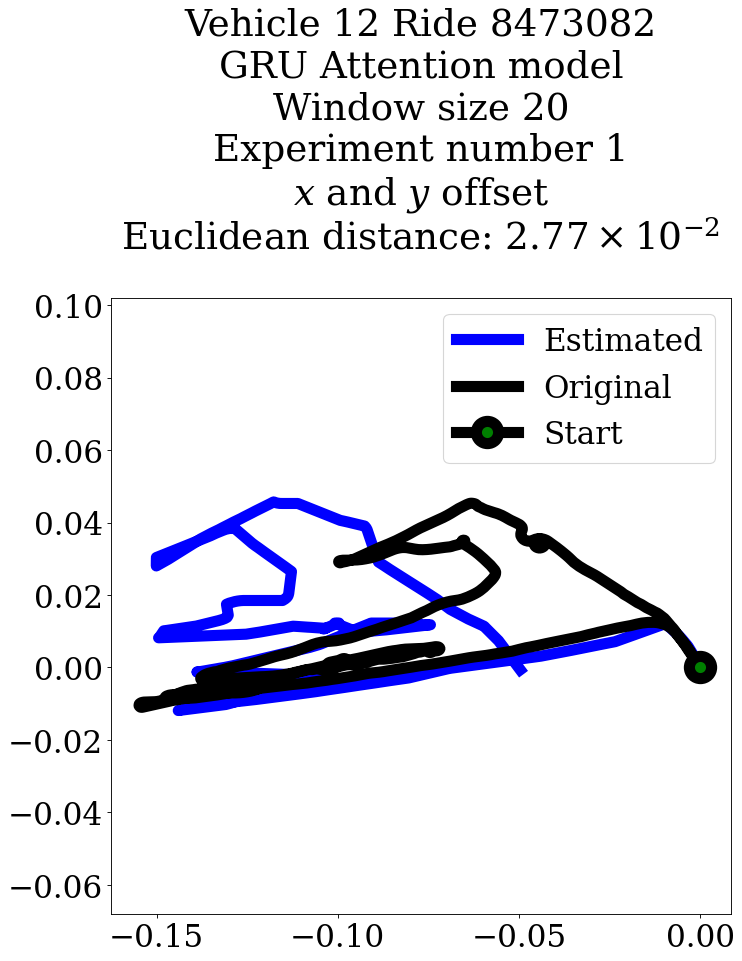 Vehicle 12 Ride 8473082
GRU Attention model
Window size 20
Experiment number 1
x and y offset
Euclidean distance: 2.77 × 10⁻²
0.10
0.08
0.06
0.04
0.02
0.00
−0.02
−0.04
−0.06
Estimated
Original
Start
−0.15
−0.10
−0.05
0.00